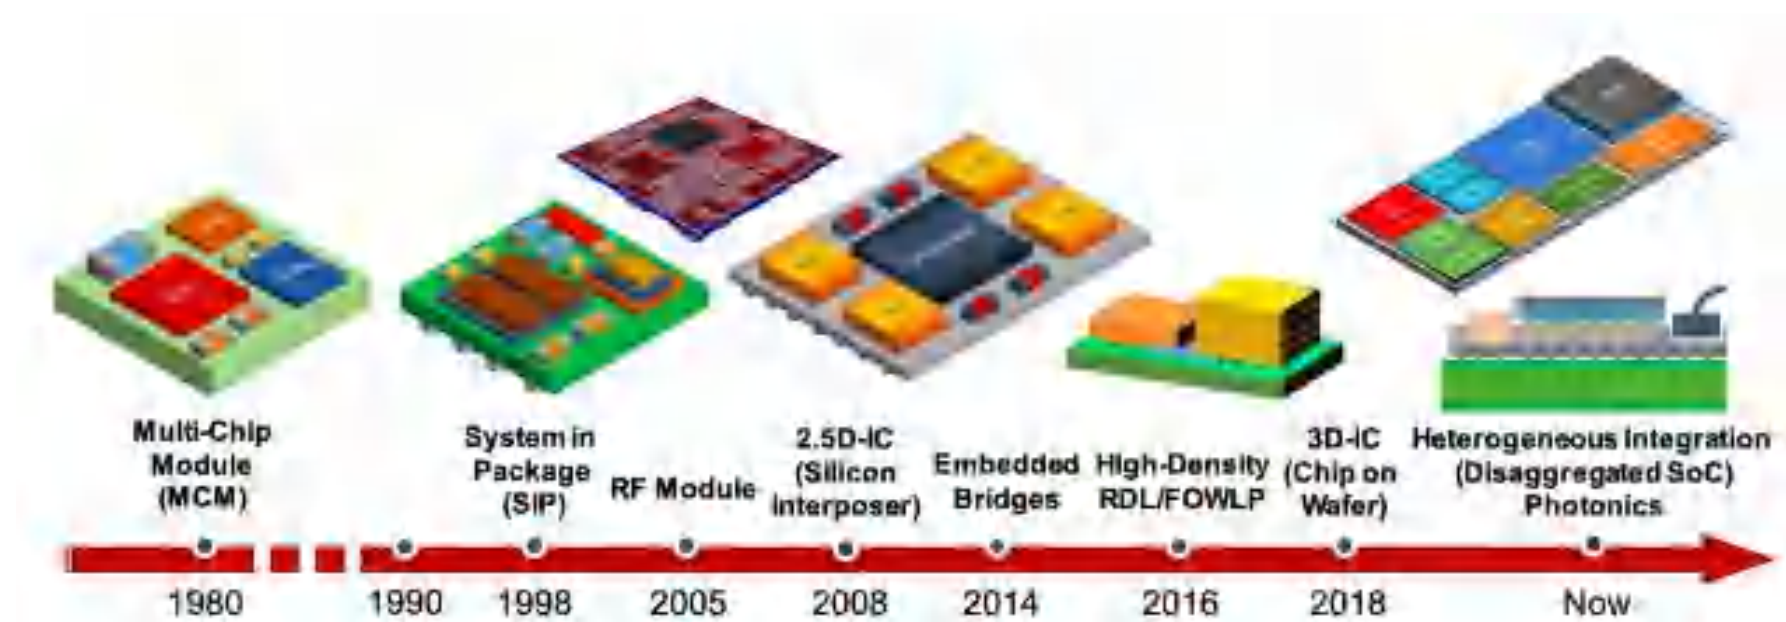 Multi-Chip
Module
(MCM)
System in
Package
(SIP)
RF Module
2.5D-IC
(Silicon
Interposer)
Embedded
Bridges
High-Density
RDL/FOWLP
3D-IC
(Chip on
Wafer)
Heterogeneous Integration
(Disaggregated SoC)
Photonics
1980
1990
1998
2005
2008
2014
2016
2018
Now